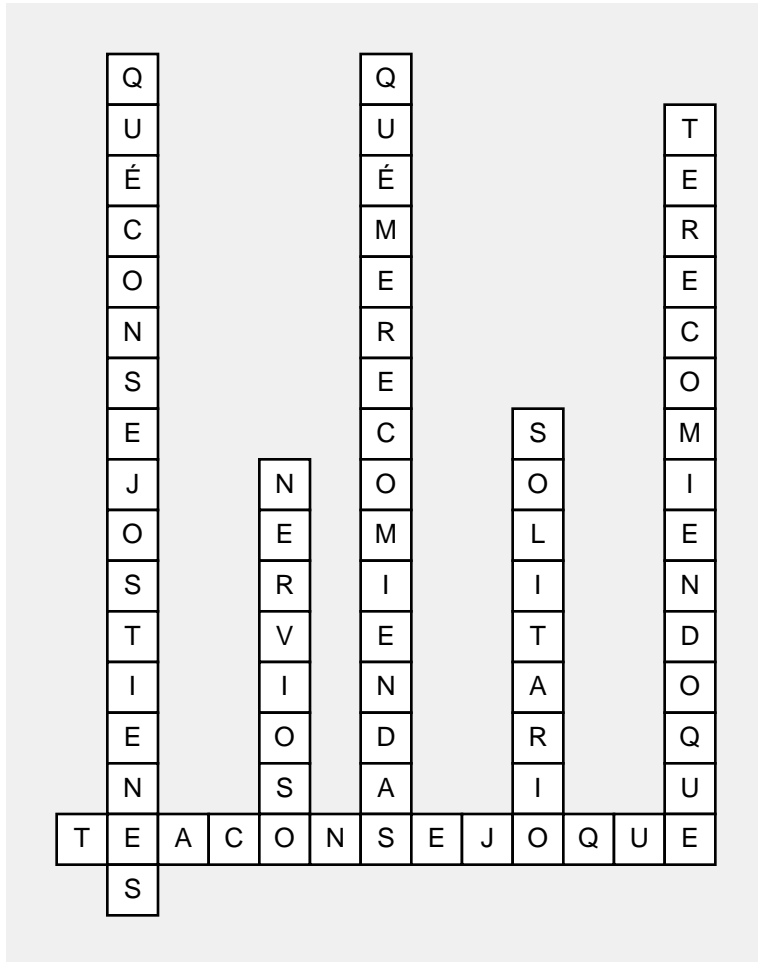 QUÉCONSEJOSTIENES
QUÉMERECOMIENDAS
TERECOMIENDOQUE
SOLITARIO
NERVIOSO
TEACONSEJOQUE